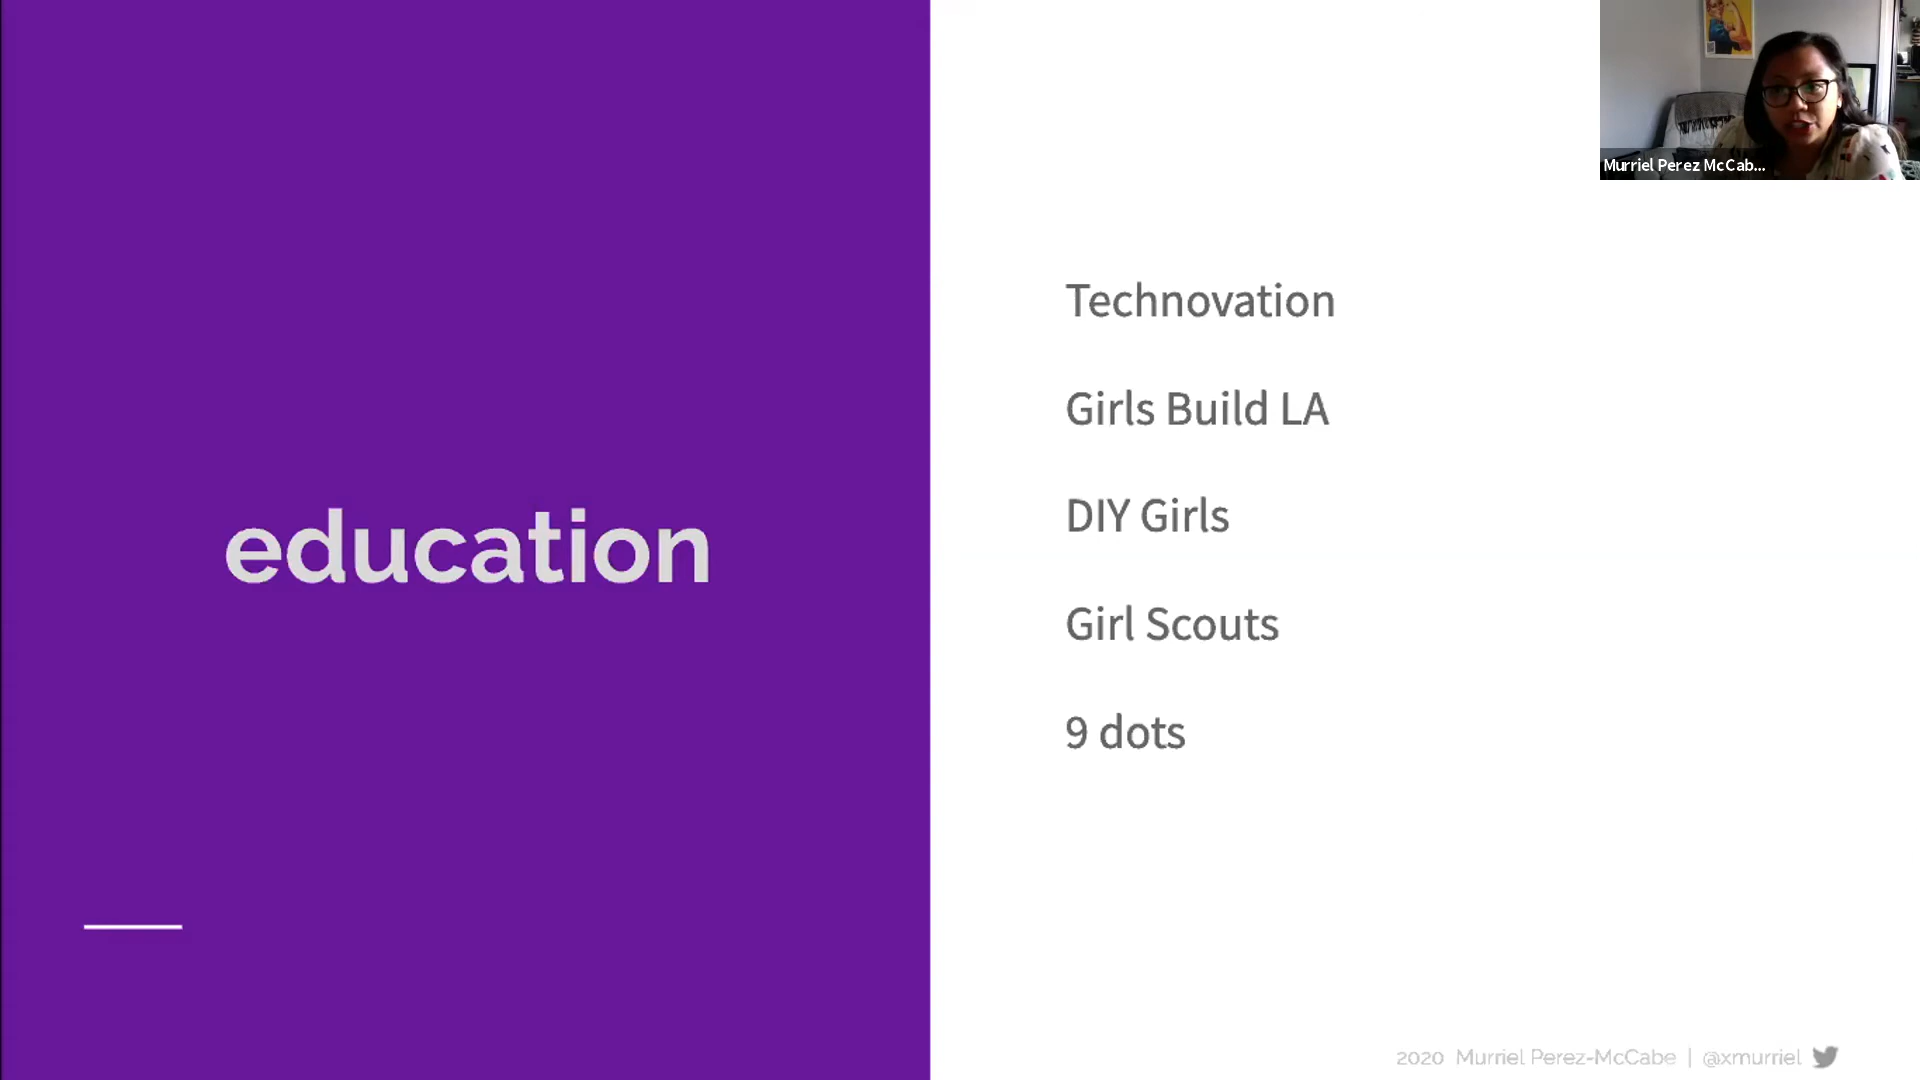 Murriel Perez McCab...
Technovation
Girls Build LA
DIY Girls
Girl Scouts
9 dots
education
2020 Murriel Perez-McCabe | @xmurriel